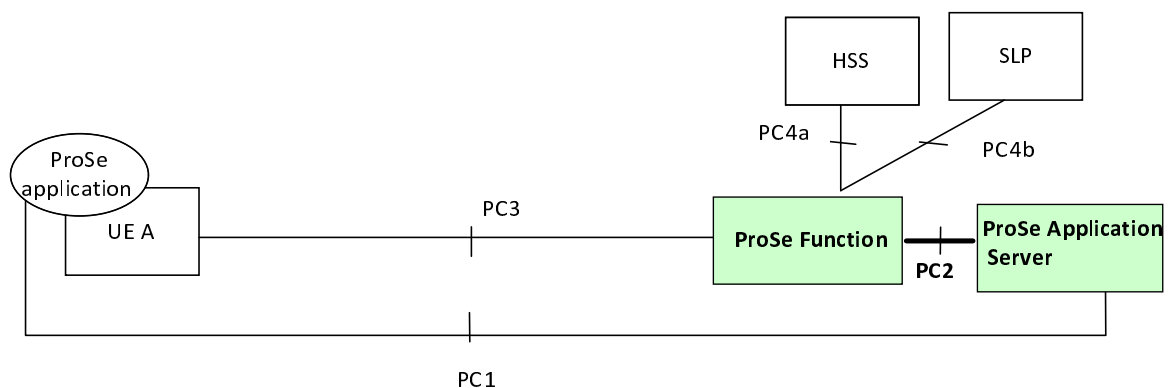 HSS
SLP
PC4a
PC4b
ProSe
application
UE A
PC3
ProSe Function
PC2
ProSe Application
Server
PC1